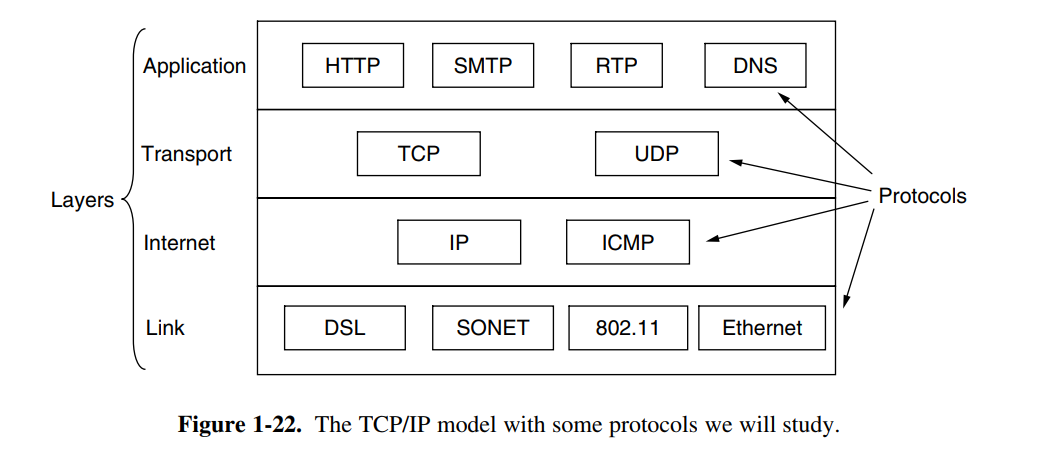 Application HTTP SMTP RTP DNS
Transport TCP UDP
Layers Protocols
Internet IP ICMP
Link DSL SONET 802.11 Ethernet
Figure 1-22. The TCP/IP model with some protocols we will study.